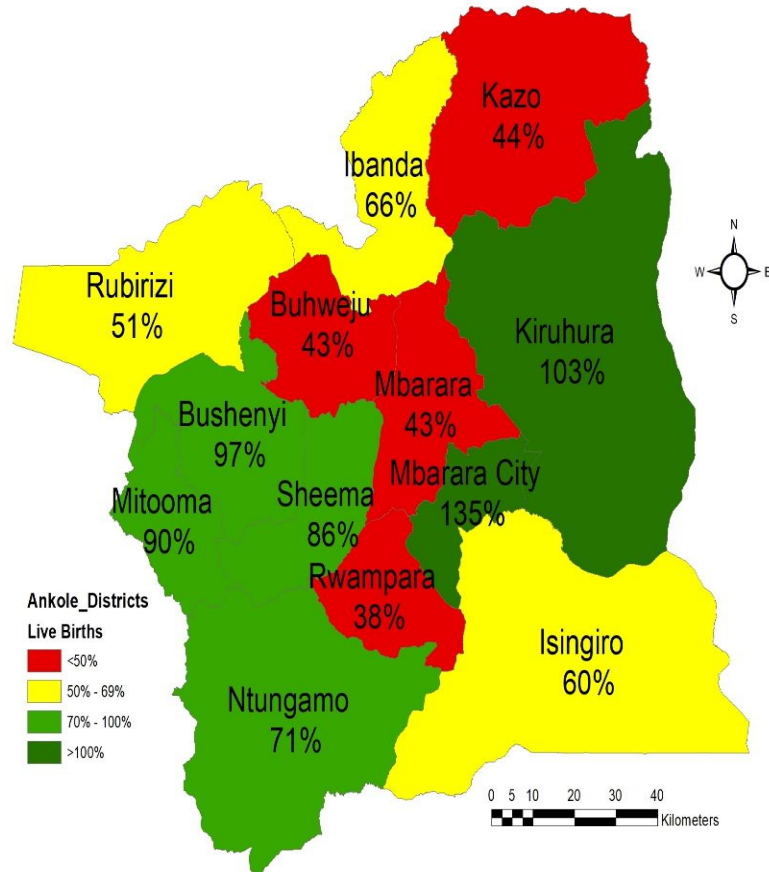 Kazo
44%
Ibanda
66%
N
W
E
S
Rubirizi
51%
Buhweju
43%
Kiruhura
103%
Mbarara
43%
Bushenyi
97%
Mbarara City
135%
Sheema
86%
Mitooma
90%
Rwampara
38%
Isingiro
60%
Ntungamo
71%
Ankole_Districts
Live Births
<50%
50% - 69%
70% - 100%
>100%
0 5 10 20 30 40
Kilometers